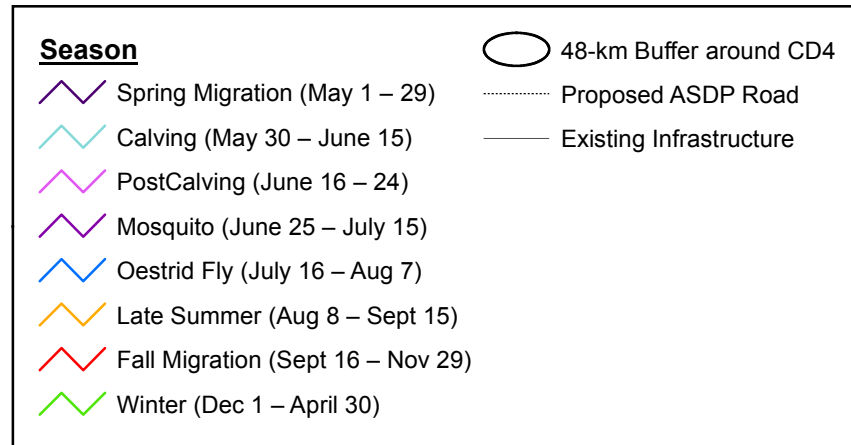 Season
Spring Migration (May 1 – 29)
Calving (May 30 – June 15)
PostCalving (June 16 – 24)
Mosquito (June 25 – July 15)
Oestrid Fly (July 16 – Aug 7)
Late Summer (Aug 8 – Sept 15)
Fall Migration (Sept 16 – Nov 29)
Winter (Dec 1 – April 30)
48-km Buffer around CD4
Proposed ASDP Road
Existing Infrastructure